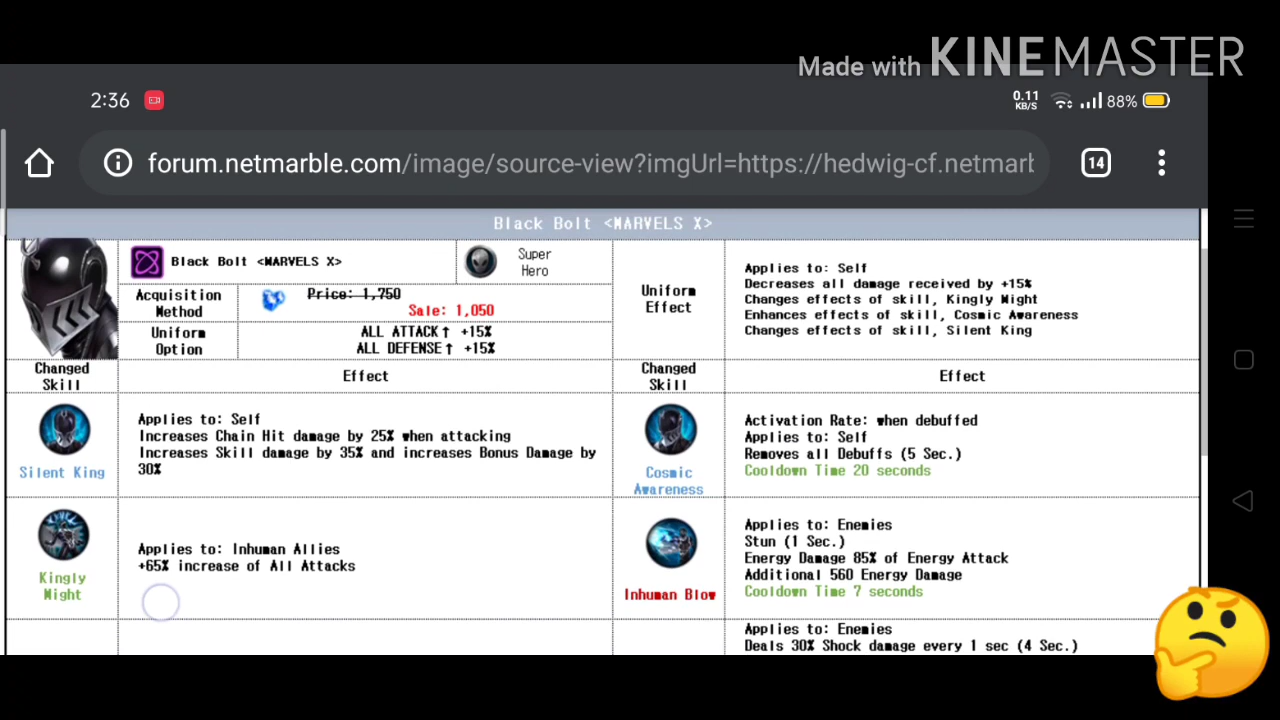 Made with KINEMASTER
2:36
0.11 KB/S
88%
forum.netmarble.com/image/source-view?imgUrl=https://hedwig-cf.netmarb
14
Black Bolt <MARVELS X>
Black Bolt <MARVELS X>
Super
Hero
Acquisition
Method
Price: 1,750
Sale: 1,050
Uniform
Option
ALL ATTACK↑ +15%
ALL DEFENSE↑ +15%
Uniform
Effect
Applies to: Self
Decreases all damage received by +15%
Changes effects of skill, Kingly Might
Enhances effects of skill, Cosmic Awareness
Changes effects of skill, Silent King
Changed
Skill
Effect
Changed
Skill
Effect
Silent King
Applies to: Self
Increases Chain Hit damage by 25% when attacking
Increases Skill damage by 35% and increases Bonus Damage by
30%
Cosmic
Awareness
Activation Rate: when debuffed
Applies to: Self
Removes all Debuffs (5 Sec.)
Cooldown Time 20 seconds
Kingly
Might
Applies to: Inhuman Allies
+65% increase of All Attacks
Inhuman Blow
Applies to: Enemies
Stun (1 Sec.)
Energy Damage 85% of Energy Attack
Additional 560 Energy Damage
Cooldown Time 7 seconds
Applies to: Enemies
Deals 30% Shock damage every 1 sec (4 Sec.)